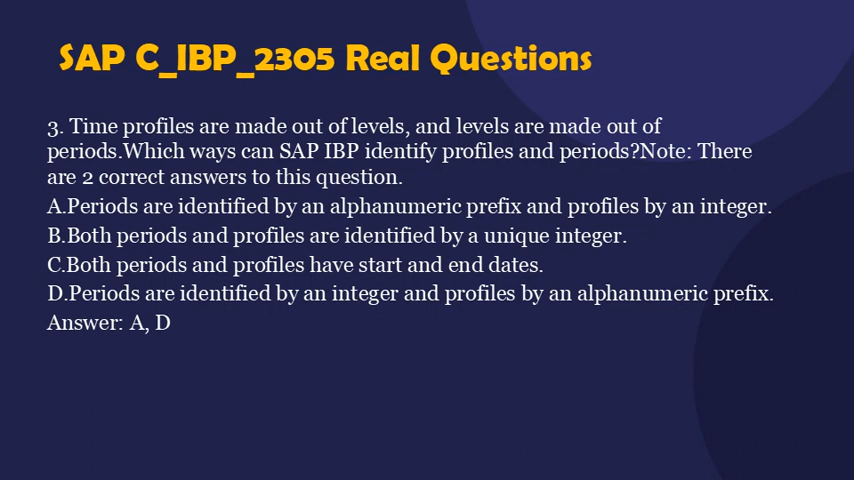 SAP C_IBP_2305 Real Questions
3. Time profiles are made out of levels, and levels are made out of
periods.Which ways can SAP IBP identify profiles and periods?Note: There
are 2 correct answers to this question.
A.Periods are identified by an alphanumeric prefix and profiles by an integer.
B.Both periods and profiles are identified by a unique integer.
C.Both periods and profiles have start and end dates.
D.Periods are identified by an integer and profiles by an alphanumeric prefix.
Answer: A, D